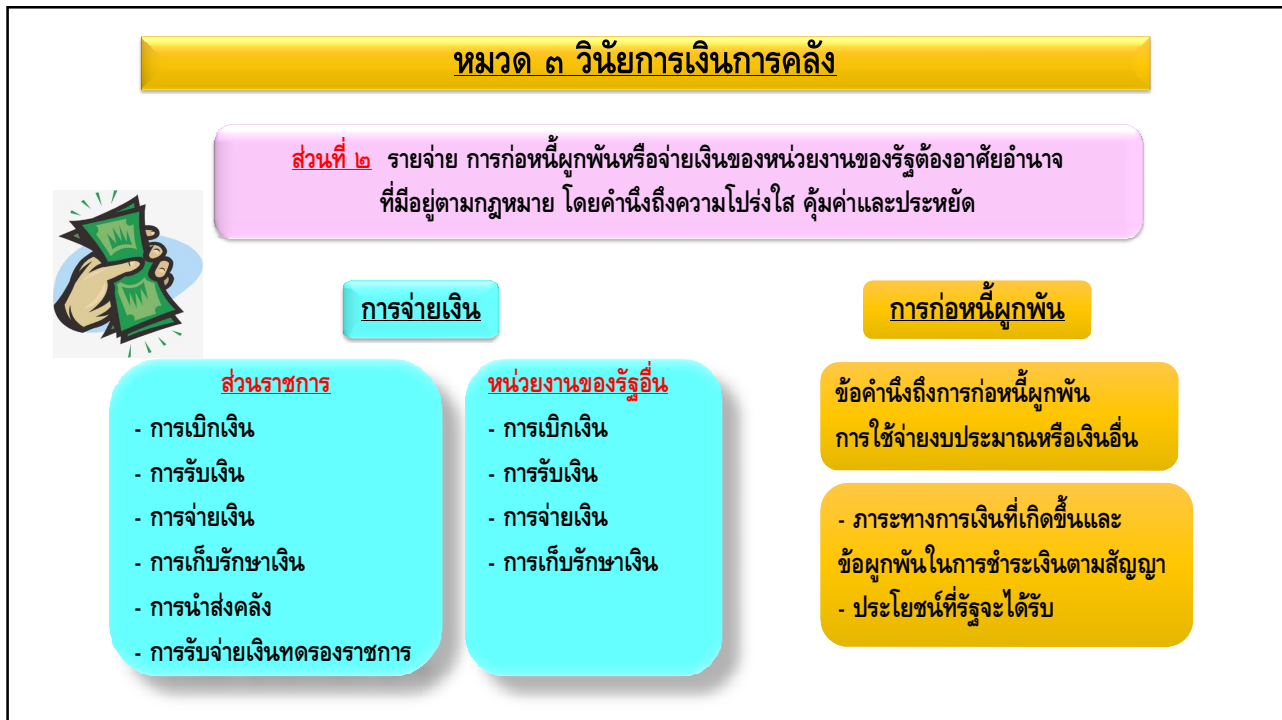 หมวด ๓ วินัยการเงินการคลัง
ส่วนที่ ๒ รายจ่าย การก่อหนี้ผูกพันหรือจ่ายเงินของหน่วยงานของรัฐต้องอาศัยอำนาจ
ที่มีอยู่ตามกฎหมาย โดยคำนึงถึงความโปร่งใส คุ้มค่าและประหยัด
การจ่ายเงิน
ส่วนราชการ
- การเบิกเงิน
- การรับเงิน
- การจ่ายเงิน
- การเก็บรักษาเงิน
- การนำส่งคลัง
- การรับจ่ายเงินทดรองราชการ
หน่วยงานของรัฐอื่น
- การเบิกเงิน
- การรับเงิน
- การจ่ายเงิน
- การเก็บรักษาเงิน
การก่อหนี้ผูกพัน
ข้อคำนึงถึงการก่อหนี้ผูกพัน
การใช้จ่ายงบประมาณหรือเงินอื่น
- ภาระทางการเงินที่เกิดขึ้นและ
ข้อผูกพันในการชำระเงินตามสัญญา
- ประโยชน์ที่รัฐจะได้รับ